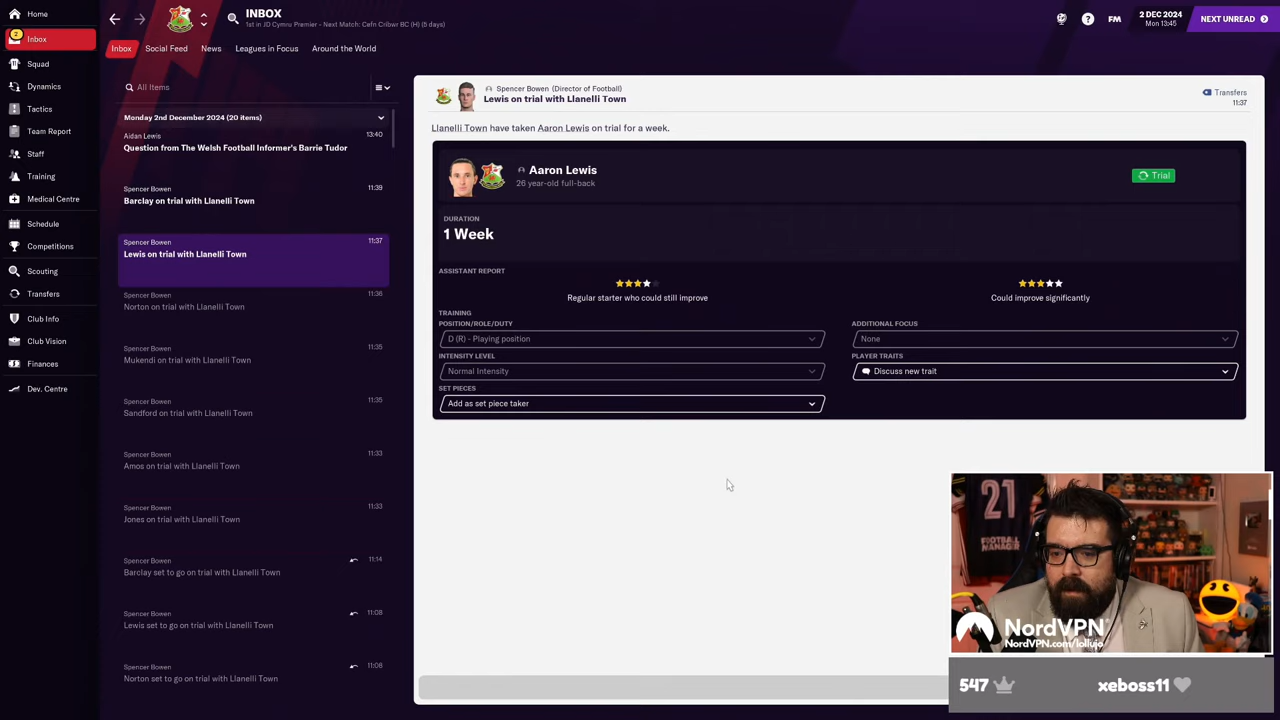 Home
INBOX
1st in JD Cymru Premier - Next Match: Cefn Cribwr BC (H) (5 days)
FM
2 DEC 2024
Mon 13:45
NEXT UNREAD
2
Inbox
Inbox
Social Feed
News
Leagues in Focus
Around the World
Squad
Dynamics
Tactics
Team Report
Staff
Training
Medical Centre
Schedule
Competitions
Scouting
Transfers
Club Info
Club Vision
Finances
Dev. Centre
All Items
Monday 2nd December 2024 (20 items)
Aidan Lewis
13:40
Question from The Welsh Football Informer's Barrie Tudor
Spencer Bowen
11:39
Barclay on trial with Llanelli Town
Spencer Bowen
11:37
Lewis on trial with Llanelli Town
Spencer Bowen
11:36
Norton on trial with Llanelli Town
Spencer Bowen
11:35
Mukendi on trial with Llanelli Town
Spencer Bowen
11:35
Sandford on trial with Llanelli Town
Spencer Bowen
11:33
Amos on trial with Llanelli Town
Spencer Bowen
11:33
Jones on trial with Llanelli Town
Spencer Bowen
11:14
Barclay set to go on trial with Llanelli Town
Spencer Bowen
11:08
Lewis set to go on trial with Llanelli Town
Spencer Bowen
11:08
Norton set to go on trial with Llanelli Town
Spencer Bowen (Director of Football)
Lewis on trial with Llanelli Town
Transfers
11:37
Llanelli Town have taken Aaron Lewis on trial for a week.
Aaron Lewis
26 year-old full-back
Trial
DURATION
1 Week
ASSISTANT REPORT
Regular starter who could still improve
Could improve significantly
TRAINING
POSITION/ROLE/DUTY
D (R) - Playing position
ADDITIONAL FOCUS
None
INTENSITY LEVEL
Normal Intensity
PLAYER TRAITS
Discuss new trait
SET PIECES
Add as set piece taker
21
FOOTBALL
MANAGER
NordVPN®
NordVPN.com/lollujo
547
xeboss11